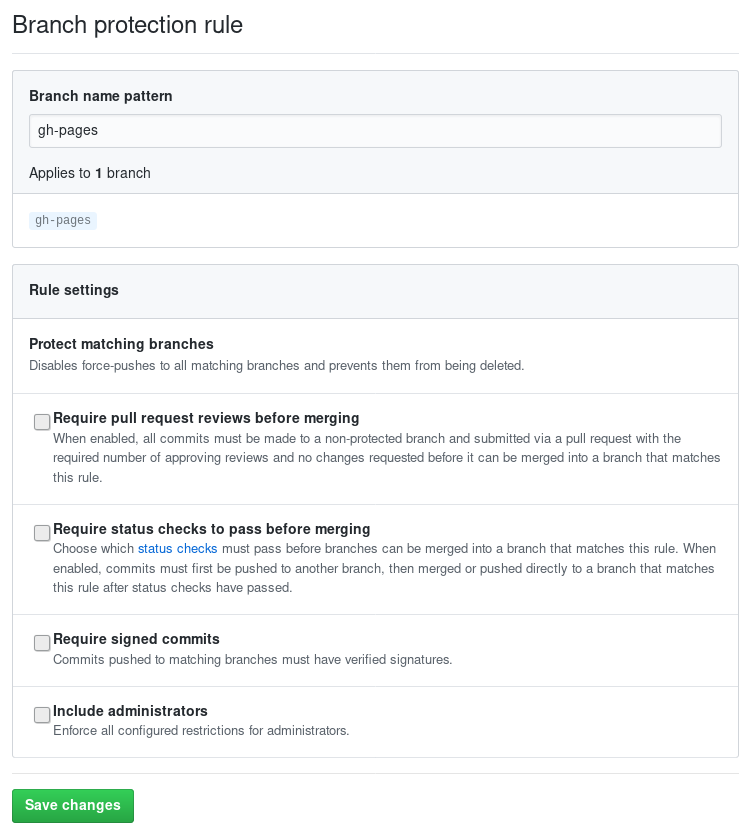 Branch protection rule
Branch name pattern
gh-pages
Applies to 1 branch
gh-pages
Rule settings
Protect matching branches
Disables force-pushes to all matching branches and prevents them from being deleted.
Require pull request reviews before merging
When enabled, all commits must be made to a non-protected branch and submitted via a pull request with the
required number of approving reviews and no changes requested before it can be merged into a branch that matches
this rule.
Require status checks to pass before merging
Choose which status checks must pass before branches can be merged into a branch that matches this rule. When
enabled, commits must first be pushed to another branch, then merged or pushed directly to a branch that matches
this rule after status checks have passed.
Require signed commits
Commits pushed to matching branches must have verified signatures.
Include administrators
Enforce all configured restrictions for administrators.
Save changes